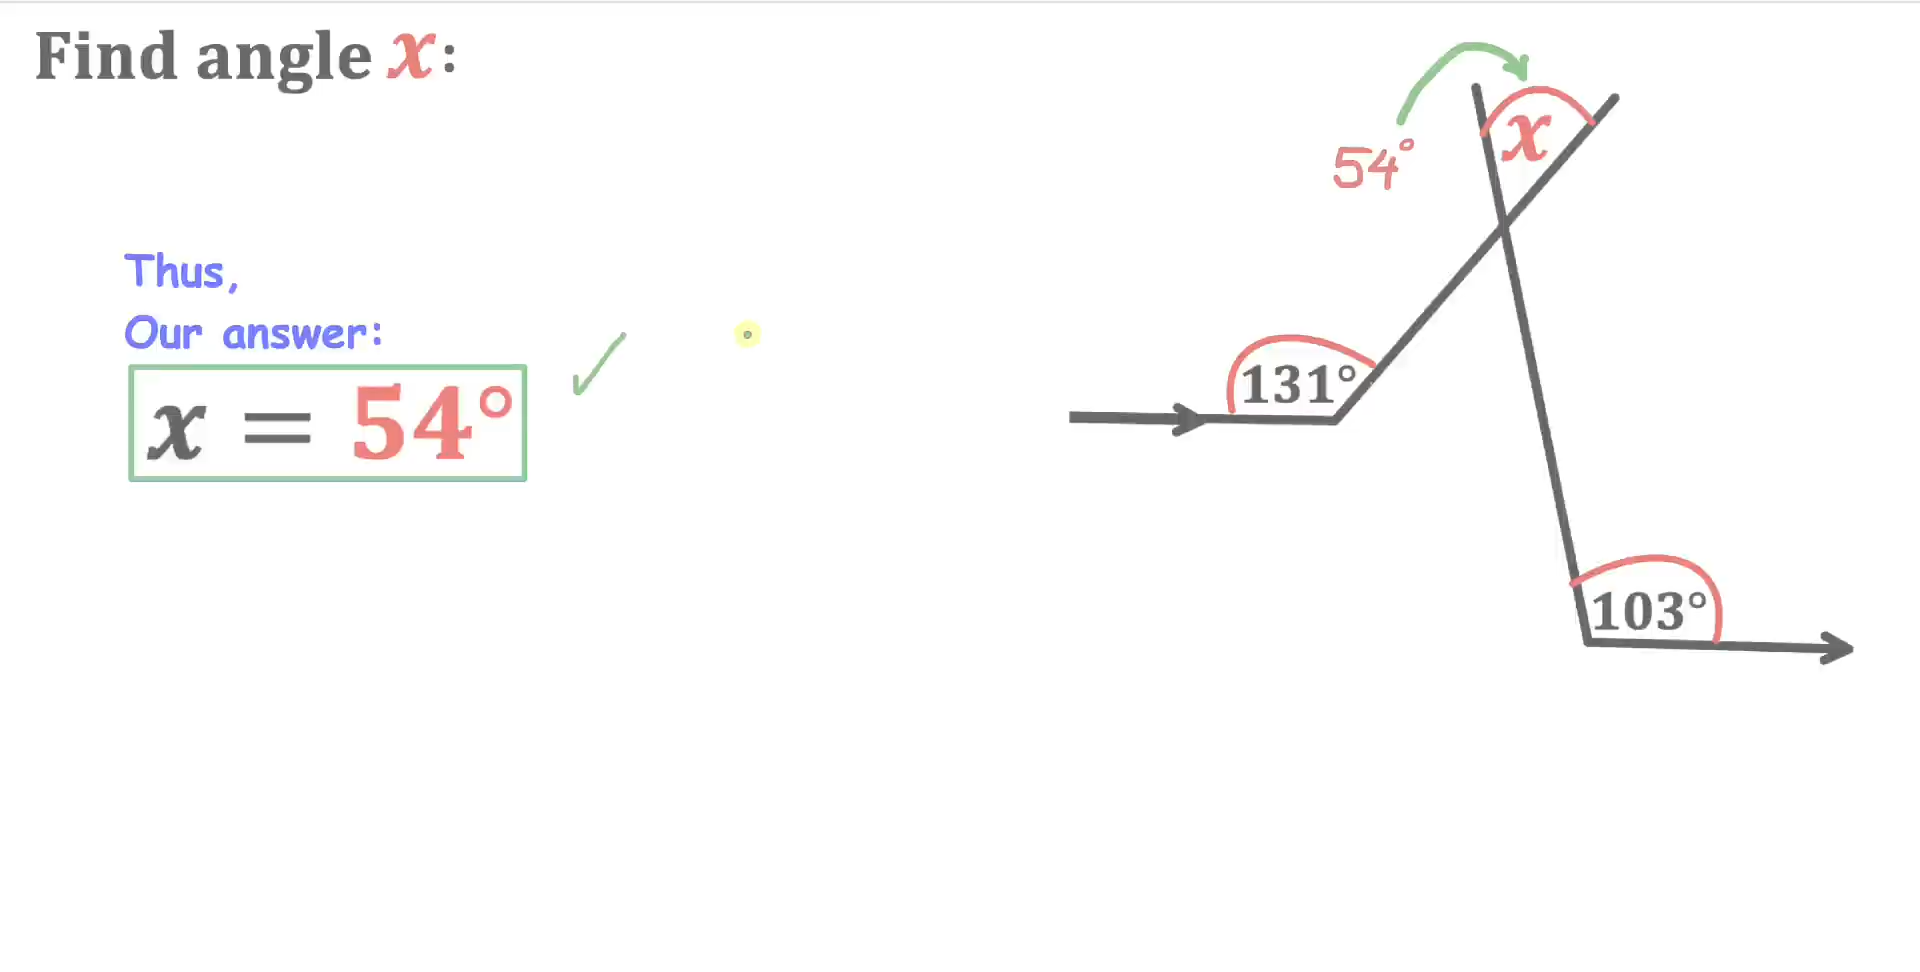 Find angle x:
x
54°
Thus,
Our answer:
131°
x = 54°
103°